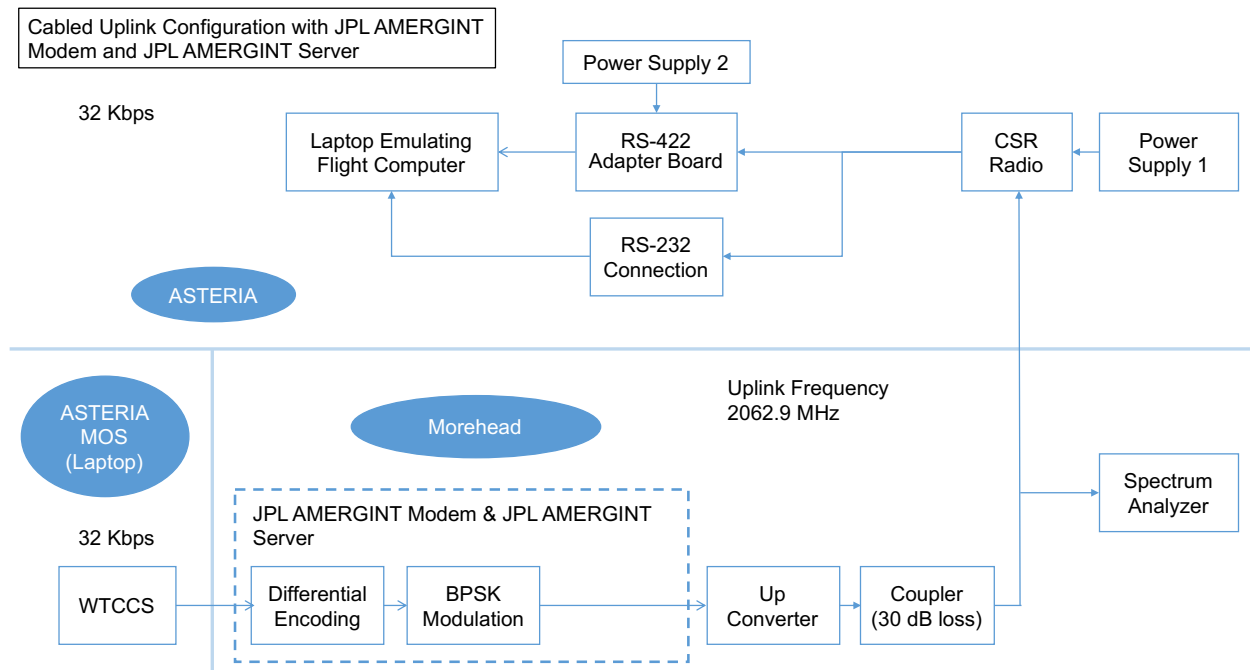 Cabled Uplink Configuration with JPL AMERGINT
Modem and JPL AMERGINT Server
32 Kbps
Power Supply 2
Laptop Emulating
Flight Computer
RS-422
Adapter Board
CSR
Radio
Power
Supply 1
RS-232
Connection
ASTERIA
ASTERIA
MOS
(Laptop)
Morehead
Uplink Frequency
2062.9 MHz
Spectrum
Analyzer
32 Kbps
JPL AMERGINT Modem & JPL AMERGINT
Server
WTCCS
Differential
Encoding
BPSK
Modulation
Up
Converter
Coupler
(30 dB loss)